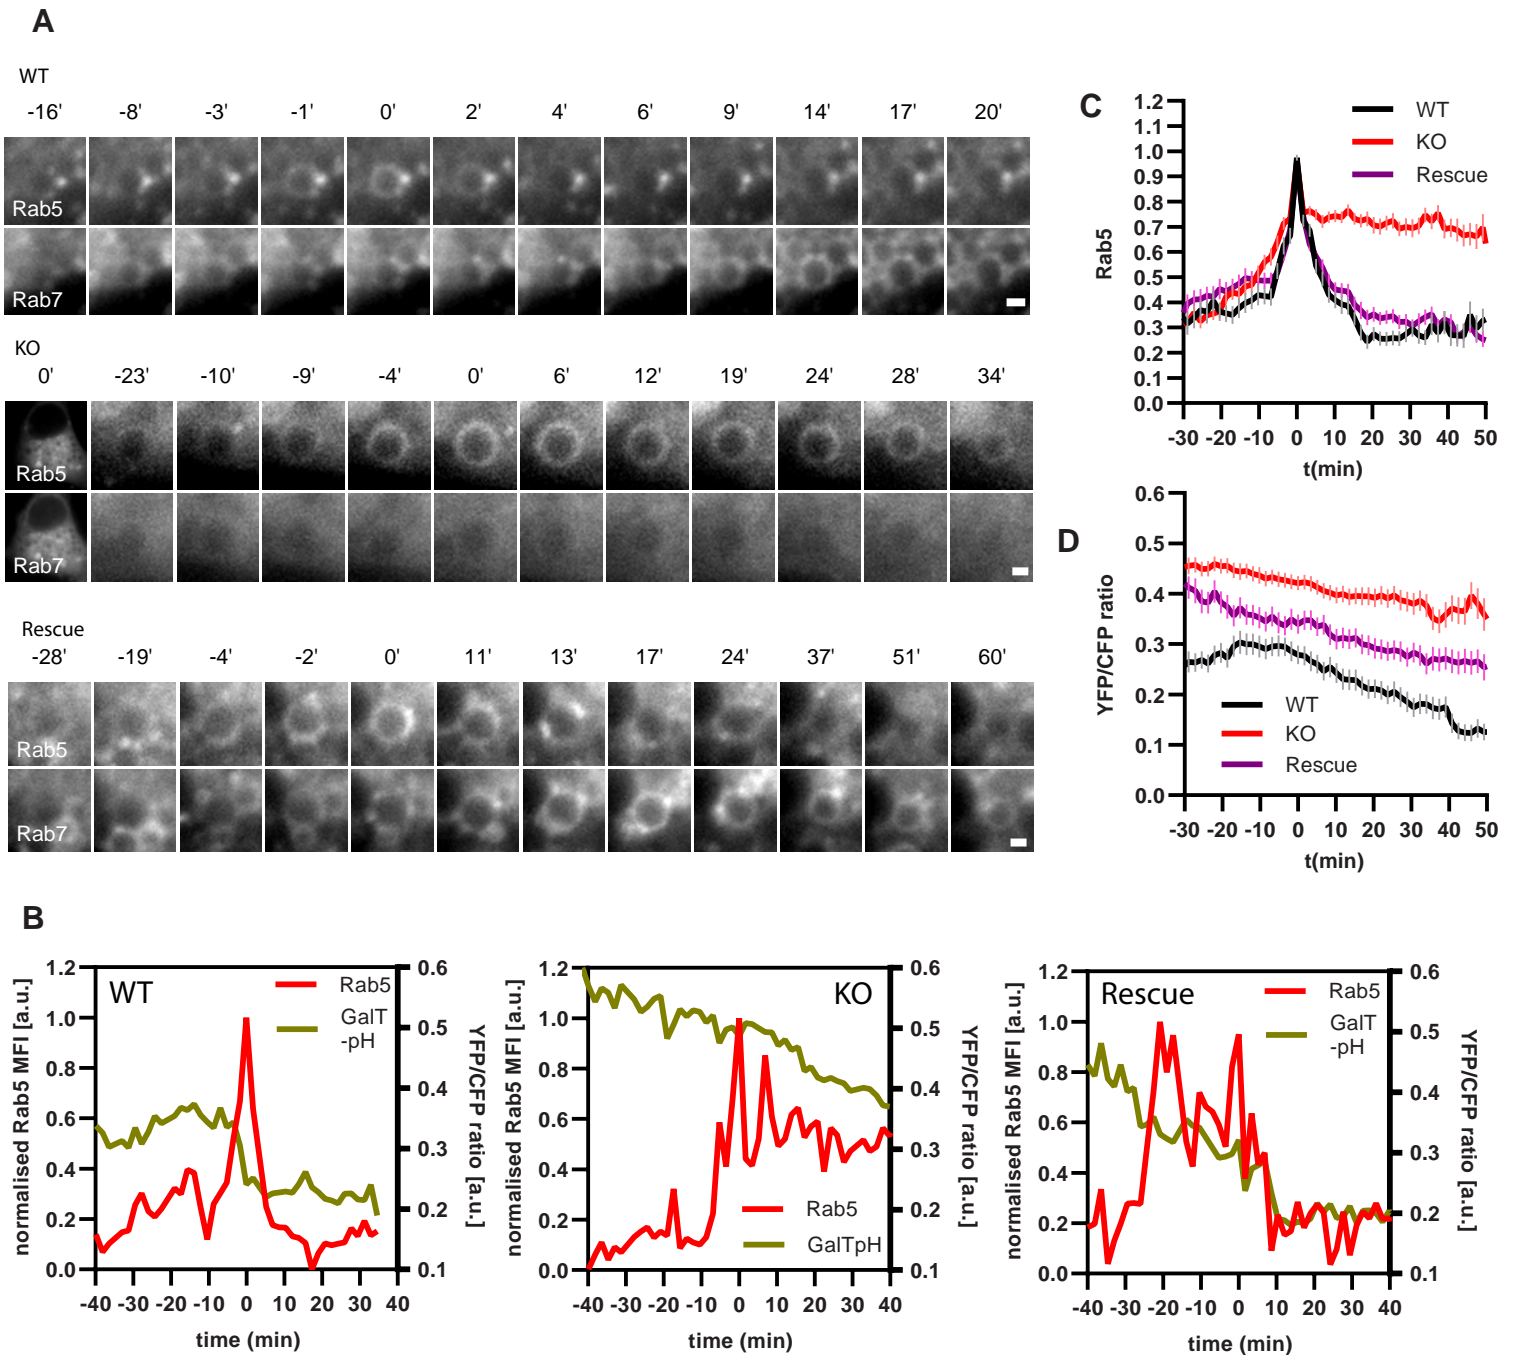 A
WT
-16' -8' -3' -1' 0' 2' 4' 6' 9' 14' 17' 20'
Rab5
Rab7
KO
0' -23' -10' -9' -4' 0' 6' 12' 19' 24' 28' 34'
Rab5
Rab7
Rescue
-28' -19' -4' -2' 0' 11' 13' 17' 24' 37' 51' 60'
Rab5
Rab7
C
1.2
1.1
1.0
0.9
0.8
0.7
0.6
0.5
0.4
0.3
0.2
0.1
0.0
Rab5
WT
KO
Rescue
-30 -20 -10 0 10 20 30 40 50
t(min)
D
0.6
0.5
0.4
0.3
0.2
0.1
0.0
YFP/CFP ratio
WT
KO
Rescue
-30 -20 -10 0 10 20 30 40 50
t(min)
B
normalised Rab5 MFI [a.u.]
1.2
1.0
0.8
0.6
0.4
0.2
0.0
WT
Rab5
GalT
-pH
0.6
0.5
0.4
0.3
0.2
0.1
YFP/CFP ratio [a.u.]
-40 -30 -20 -10 0 10 20 30 40
time (min)
normalised Rab5 MFI [a.u.]
1.2
1.0
0.8
0.6
0.4
0.2
0.0
KO
Rab5
GalTpH
0.6
0.5
0.4
0.3
0.2
0.1
YFP/CFP ratio [a.u.]
-40 -30 -20 -10 0 10 20 30 40
time (min)
normalised Rab5 MFI [a.u.]
1.2
1.0
0.8
0.6
0.4
0.2
0.0
Rescue
Rab5
GalT
-pH
0.6
0.5
0.4
0.3
0.2
0.1
YFP/CFP ratio [a.u.]
-40 -30 -20 -10 0 10 20 30 40
time (min)